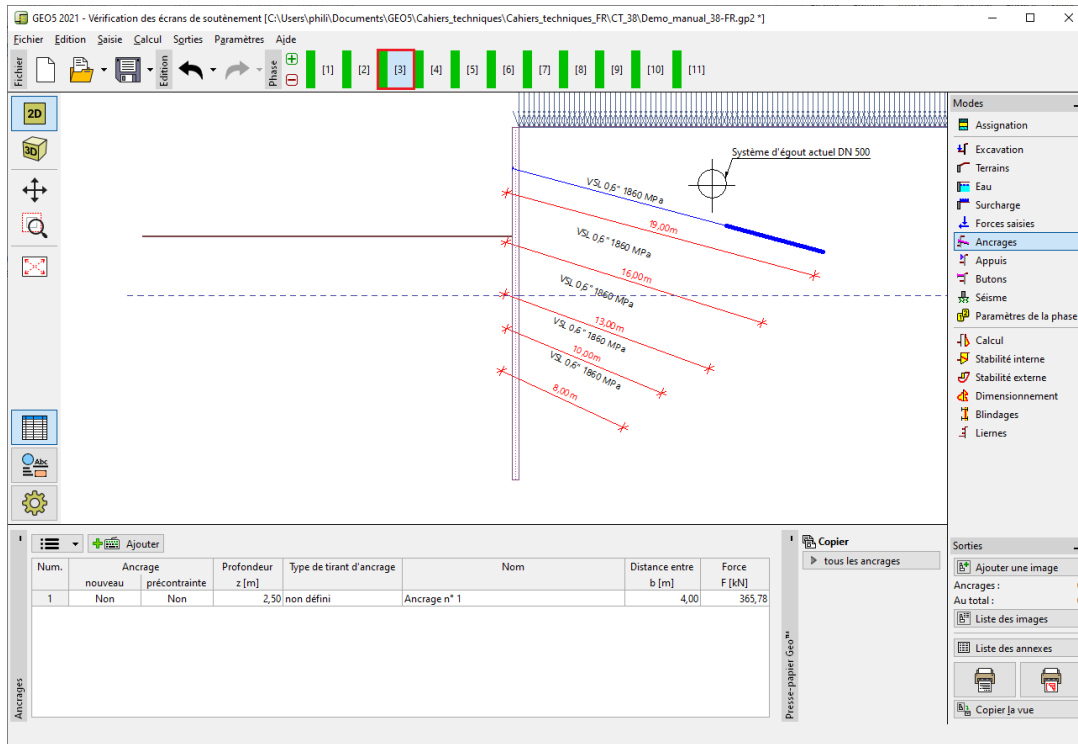 GEO5 2021 - Vérification des écrans de soutènement [C:\Users\phili\Documents\GEO5\Cahiers_techniques\Cahiers_techniques_FR\CT_38\Demo_manual_38-FR.gp2 *]
Fichier Edition Saisie Calcul Sorties Paramètres Ajde
Fichier
Edition
Phase
[1] [2] [3] [4] [5] [6] [7] [8] [9] [10] [11]
2D
3D
Abc
Système d'égout actuel DN 500
VSL 0,6" 1860 MPa
19,00m
VSL 0,6" 1860 MPa
16,00m
VSL 0,6" 1860 MPa
13,00m
VSL 0,6" 1860 MPa
10,00m
VSL 0,6" 1860 MPa
8,00m
Modes
Assignation
Excavation
Terrains
Eau
Surcharge
Forces saisies
Ancrages
Appuis
Butons
Séisme
Paramètres de la phase
Calcul
Stabilité interne
Stabilité externe
Dimensionnement
Blindages
Liernes
Ancrages
Ajouter
Num. Ancrage Profondeur Type de tirant d'ancrage Nom Distance entre Force
nouveau précontrainte z [m] b [m] F [kN]
1 Non Non 2,50 non défini Ancrage n° 1 4,00 365,78
Presse-papier Geo™
Copier
tous les ancrages
Sorties
Ajouter une image
Ancrages :
Au total :
Liste des images
Liste des annexes
Copier la vue